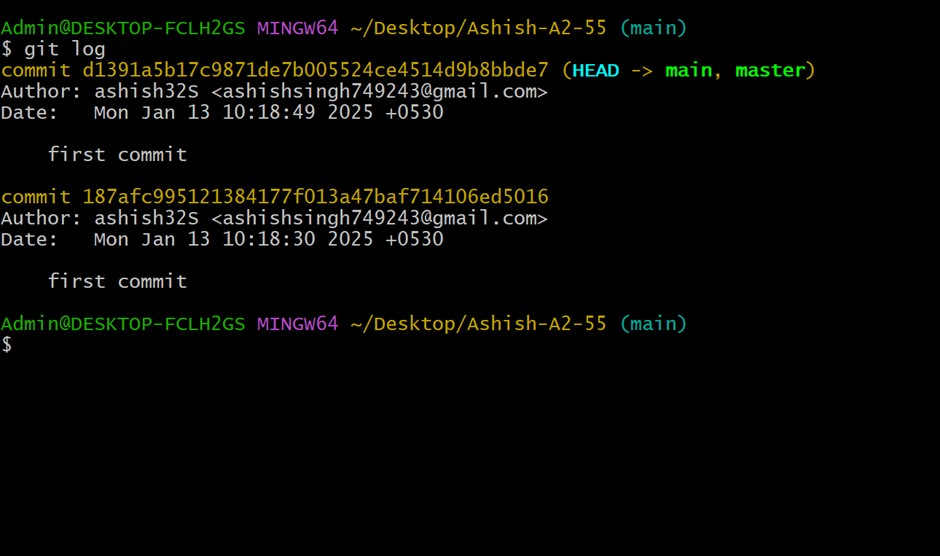 Admin@DESKTOP-FCLH2GS MINGW64 ~/Desktop/Ashish-A2-55 (main)
$ git log
commit d1391a5b17c9871de7b005524ce4514d9b8bbde7 (HEAD -> main, master)
Author: ashish32S <ashishsingh749243@gmail.com>
Date:   Mon Jan 13 10:18:49 2025 +0530
    first commit
commit 187afc995121384177f013a47baf714106ed5016
Author: ashish32S <ashishsingh749243@gmail.com>
Date:   Mon Jan 13 10:18:30 2025 +0530
    first commit
Admin@DESKTOP-FCLH2GS MINGW64 ~/Desktop/Ashish-A2-55 (main)
$